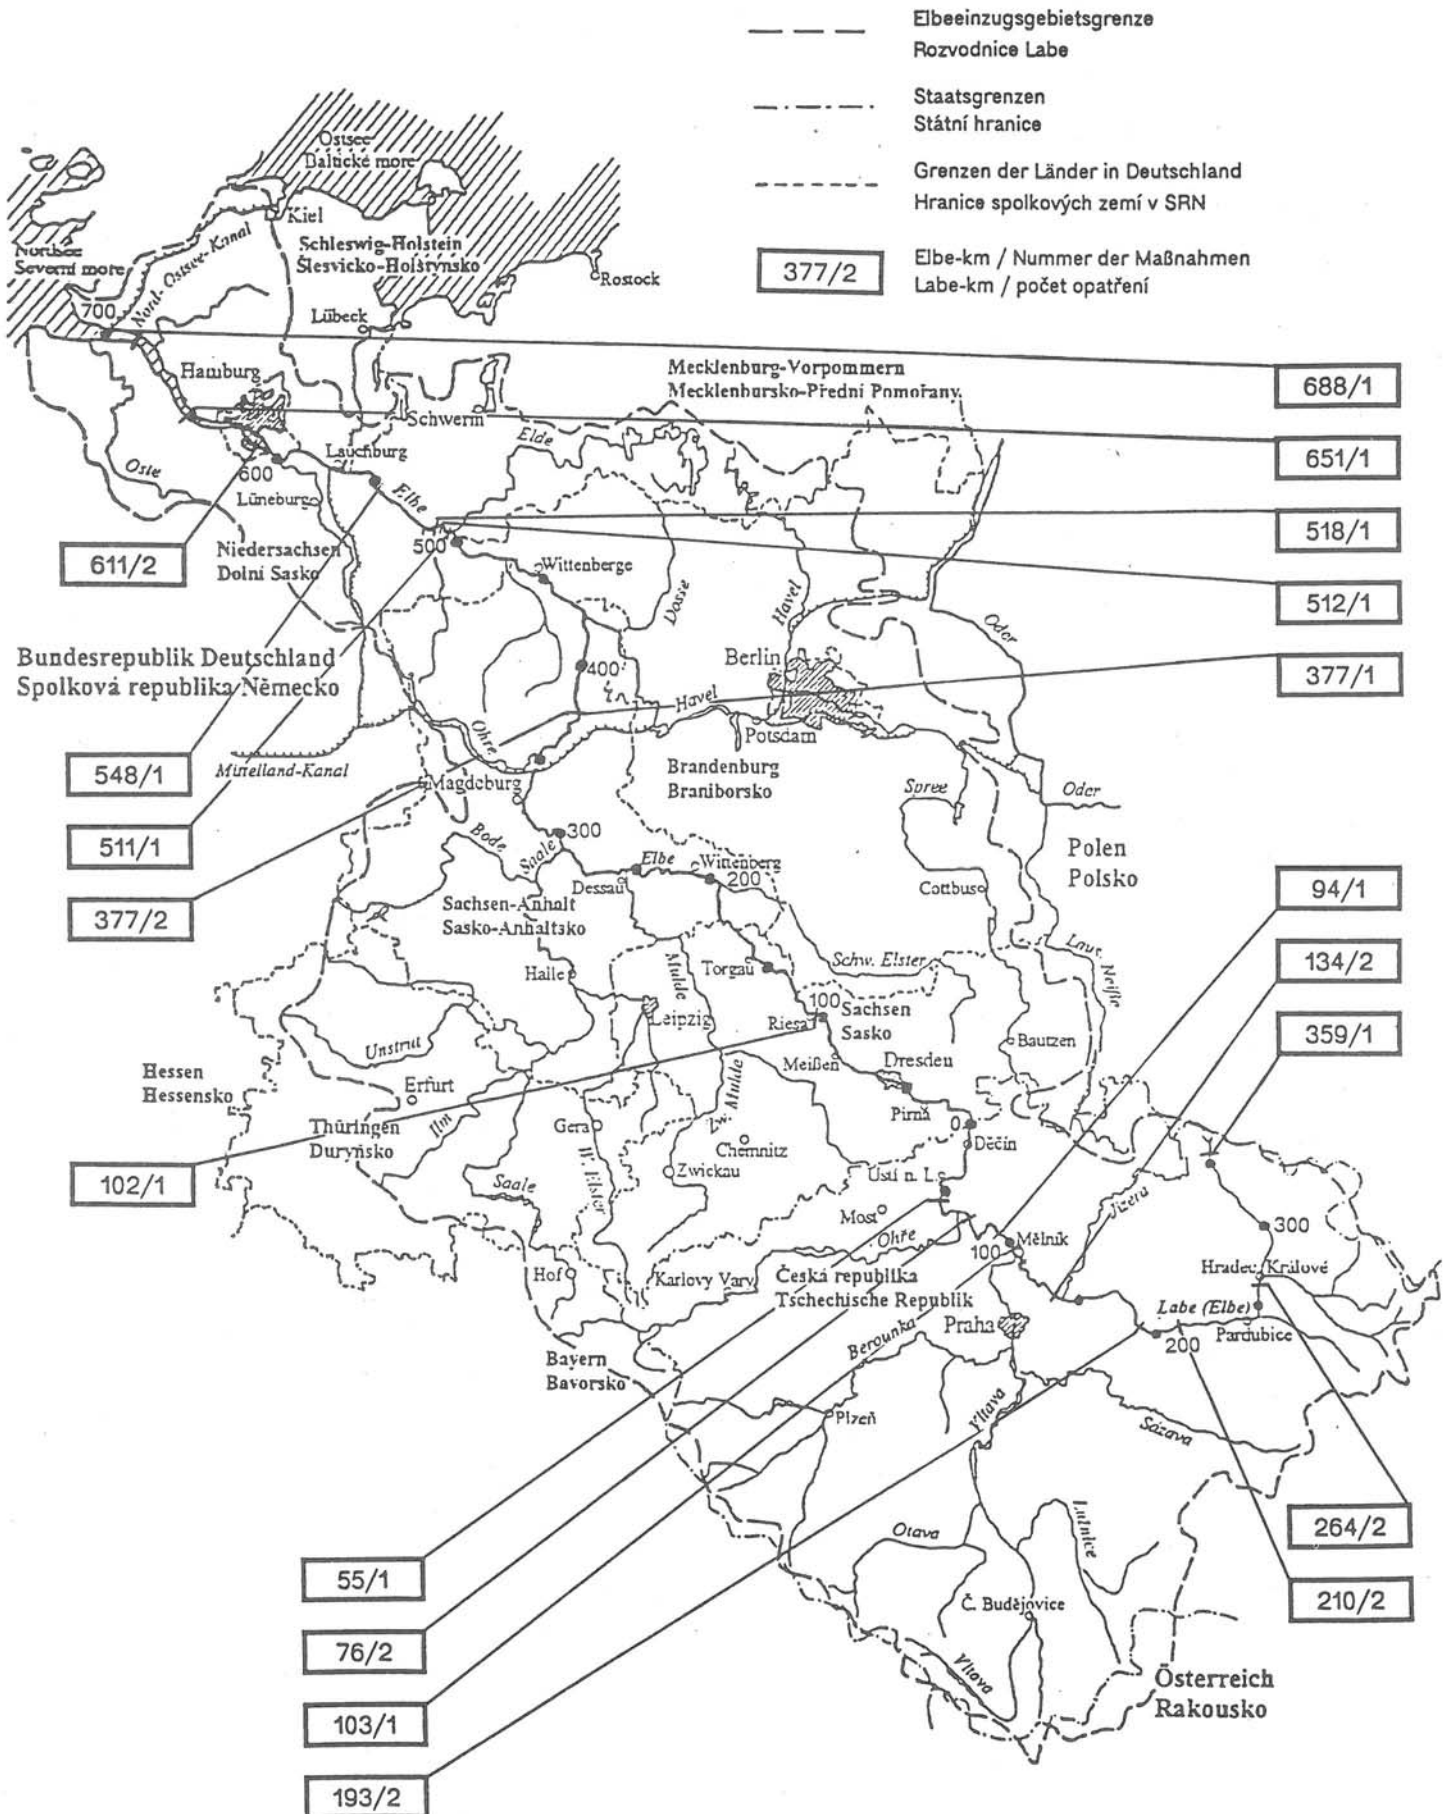 Elbeeinzugsgebietsgrenze
Rozvodnice Labe
Staatsgrenzen
Státní hranice
Grenzen der Länder in Deutschland
Hranice spolkových zemí v SRN
377/2
Elbe-km / Nummer der Maßnahmen
Labe-km / počet opatření
Ostsee
Baltické more
Kiel
Nordsee
Severní more
Nord-Ostsee-Kanal
Schleswig-Holstein
Šlesvicko-Holštýnsko
Rostock
700
Lübeck
Hamburg
Mecklenburg-Vorpommern
Mecklenbursko-Přední Pomořany
688/1
Schwerin
Elde
651/1
Lauenburg
Oste
600
Lüneburg
Elbe
518/1
500
611/2
Niedersachsen
Dolní Sasko
Wittenberge
Dosse
Havel
512/1
Oder
Bundesrepublik Deutschland
Spolková republika Německo
400
Berlin
377/1
Havel
Ohre
Potsdam
548/1
Mittelland-Kanal
Magdeburg
Brandenburg
Braniborsko
Spree
Oder
511/1
Bode
Saale
300
Polen
Polsko
Elbe
Wittenberg
Dessau
200
Cottbus
94/1
377/2
Sachsen-Anhalt
Sasko-Anhaltsko
Schw. Elster
Laus. Neiße
134/2
Halle
Mulde
Torgau
Leipzig
100
Riesa
Sachsen
Sasko
359/1
Unstrut
Meißen
Bautzen
Dresden
Hessen
Hessensko
Erfurt
Ilm
Zw. Mulde
Pirna
0
Thüringen
Duryňsko
Gera
Chemnitz
Děčín
102/1
Saale
W. Elster
Zwickau
Ústí n. L.
Jizera
Most
300
Ohře
100
Mělník
Hof
Karlovy Vary
Česká republika
Tschechische Republik
Hradec Králové
Labe (Elbe)
Praha
Pardubice
Berounka
200
Bayern
Bavorsko
Plzeň
Vltava
Sázava
Otava
Lužnice
264/2
55/1
210/2
Č. Budějovice
76/2
Vltava
Österreich
Rakousko
103/1
193/2